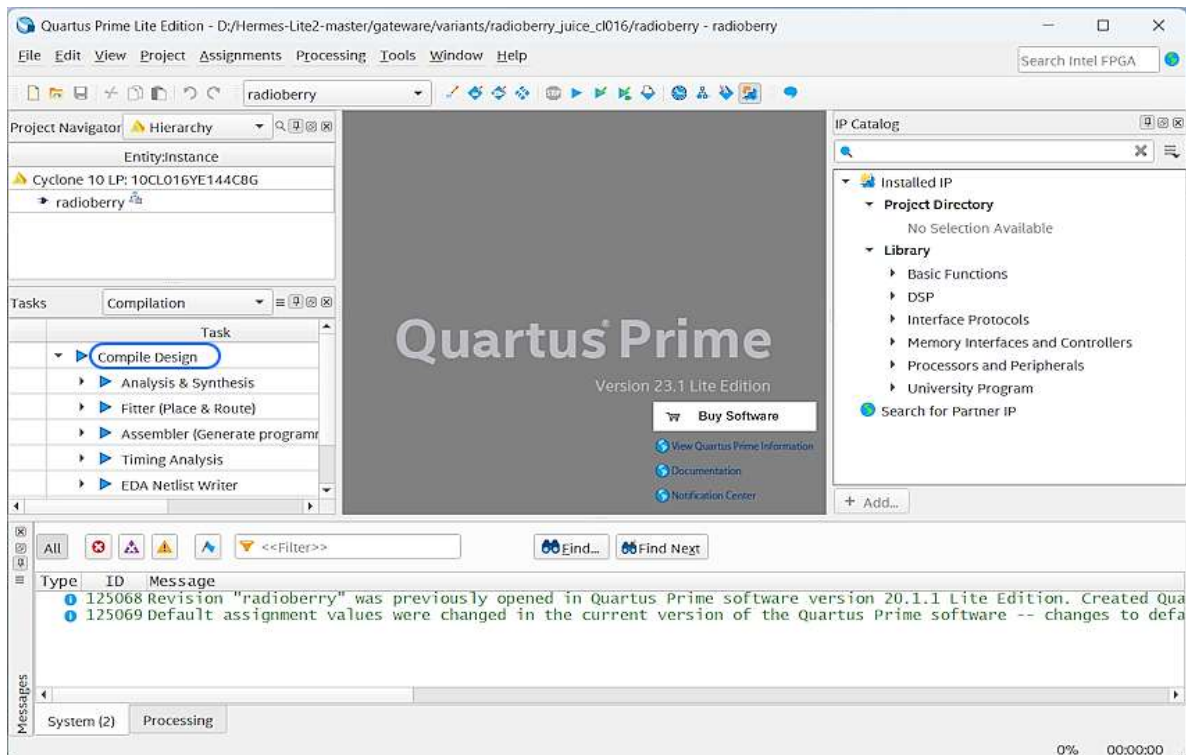 Quartus Prime Lite Edition - D:/Hermes-Lite2-master/gateware/variants/radioberry_juice_cl016/radioberry - radioberry
File Edit View Project Assignments Processing Tools Window Help
Search Intel FPGA
radioberry
Project Navigator Hierarchy
Entity:Instance
Cyclone 10 LP: 10CL016YE144C8G
radioberry
Tasks Compilation
Task
Compile Design
Analysis & Synthesis
Fitter (Place & Route)
Assembler (Generate programr
Timing Analysis
EDA Netlist Writer
Quartus Prime
Version 23.1 Lite Edition
Buy Software
View Quartus Prime Information
Documentation
Notification Center
IP Catalog
Installed IP
Project Directory
No Selection Available
Library
Basic Functions
DSP
Interface Protocols
Memory Interfaces and Controllers
Processors and Peripherals
University Program
Search for Partner IP
+ Add...
All <<Filter>> Find... Find Next
Type ID Message
125068 Revision "radioberry" was previously opened in Quartus Prime software version 20.1.1 Lite Edition. Created Qua
125069 Default assignment values were changed in the current version of the Quartus Prime software -- changes to defa
Messages
System (2) Processing
0% 00:00:00